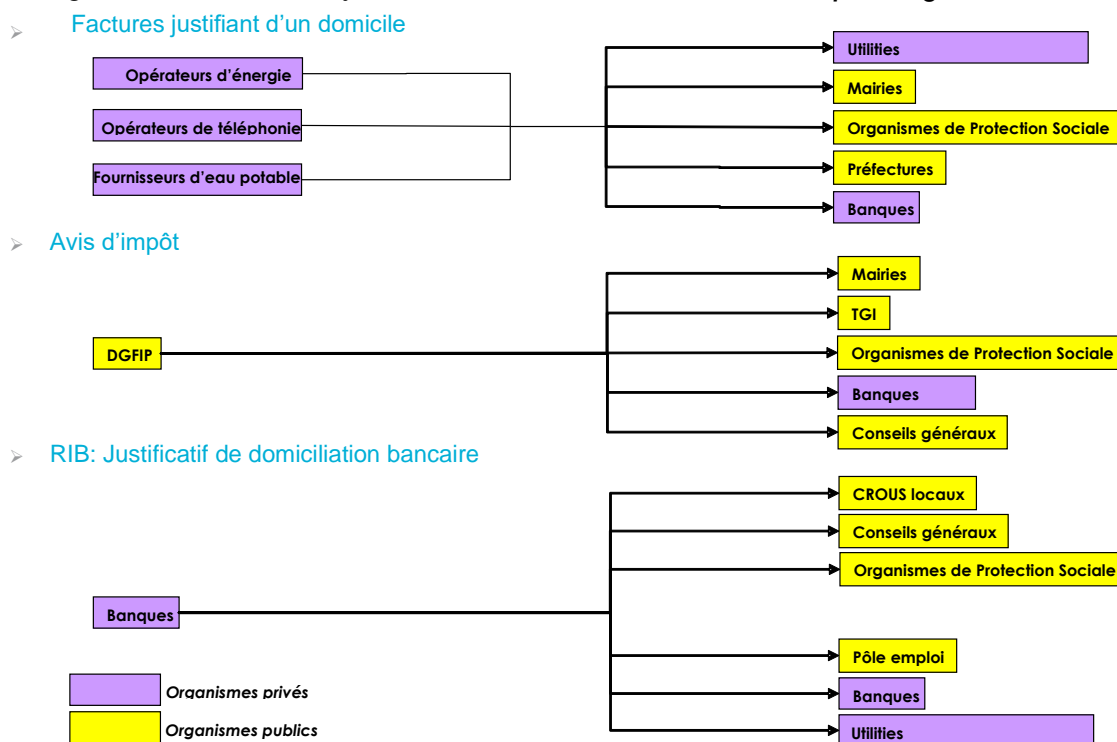 Factures justifiant d'un domicile
Opérateurs d'énergie
Opérateurs de téléphonie
Fournisseurs d'eau potable
Utilities
Mairies
Organismes de Protection Sociale
Préfectures
Banques
Avis d'impôt
DGFIP
Mairies
TGI
Organismes de Protection Sociale
Banques
Conseils généraux
RIB: Justificatif de domiciliation bancaire
Banques
CROUS locaux
Conseils généraux
Organismes de Protection Sociale
Pôle emploi
Banques
Utilities
Organismes privés
Organismes publics